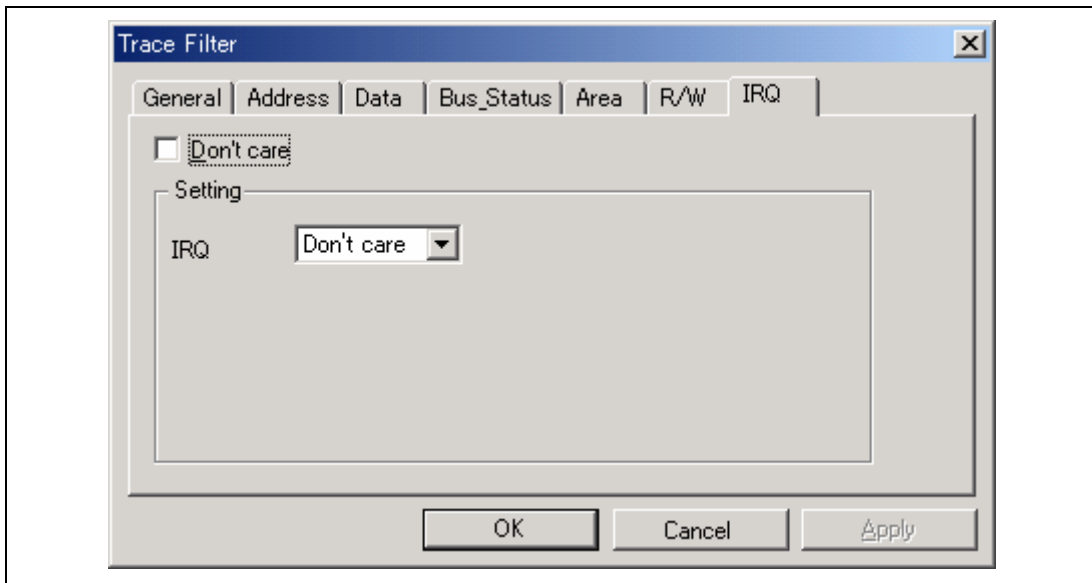 Trace Filter
General Address Data Bus_Status Area R/W IRQ
Don't care
Setting
IRQ Don't care
OK Cancel Apply